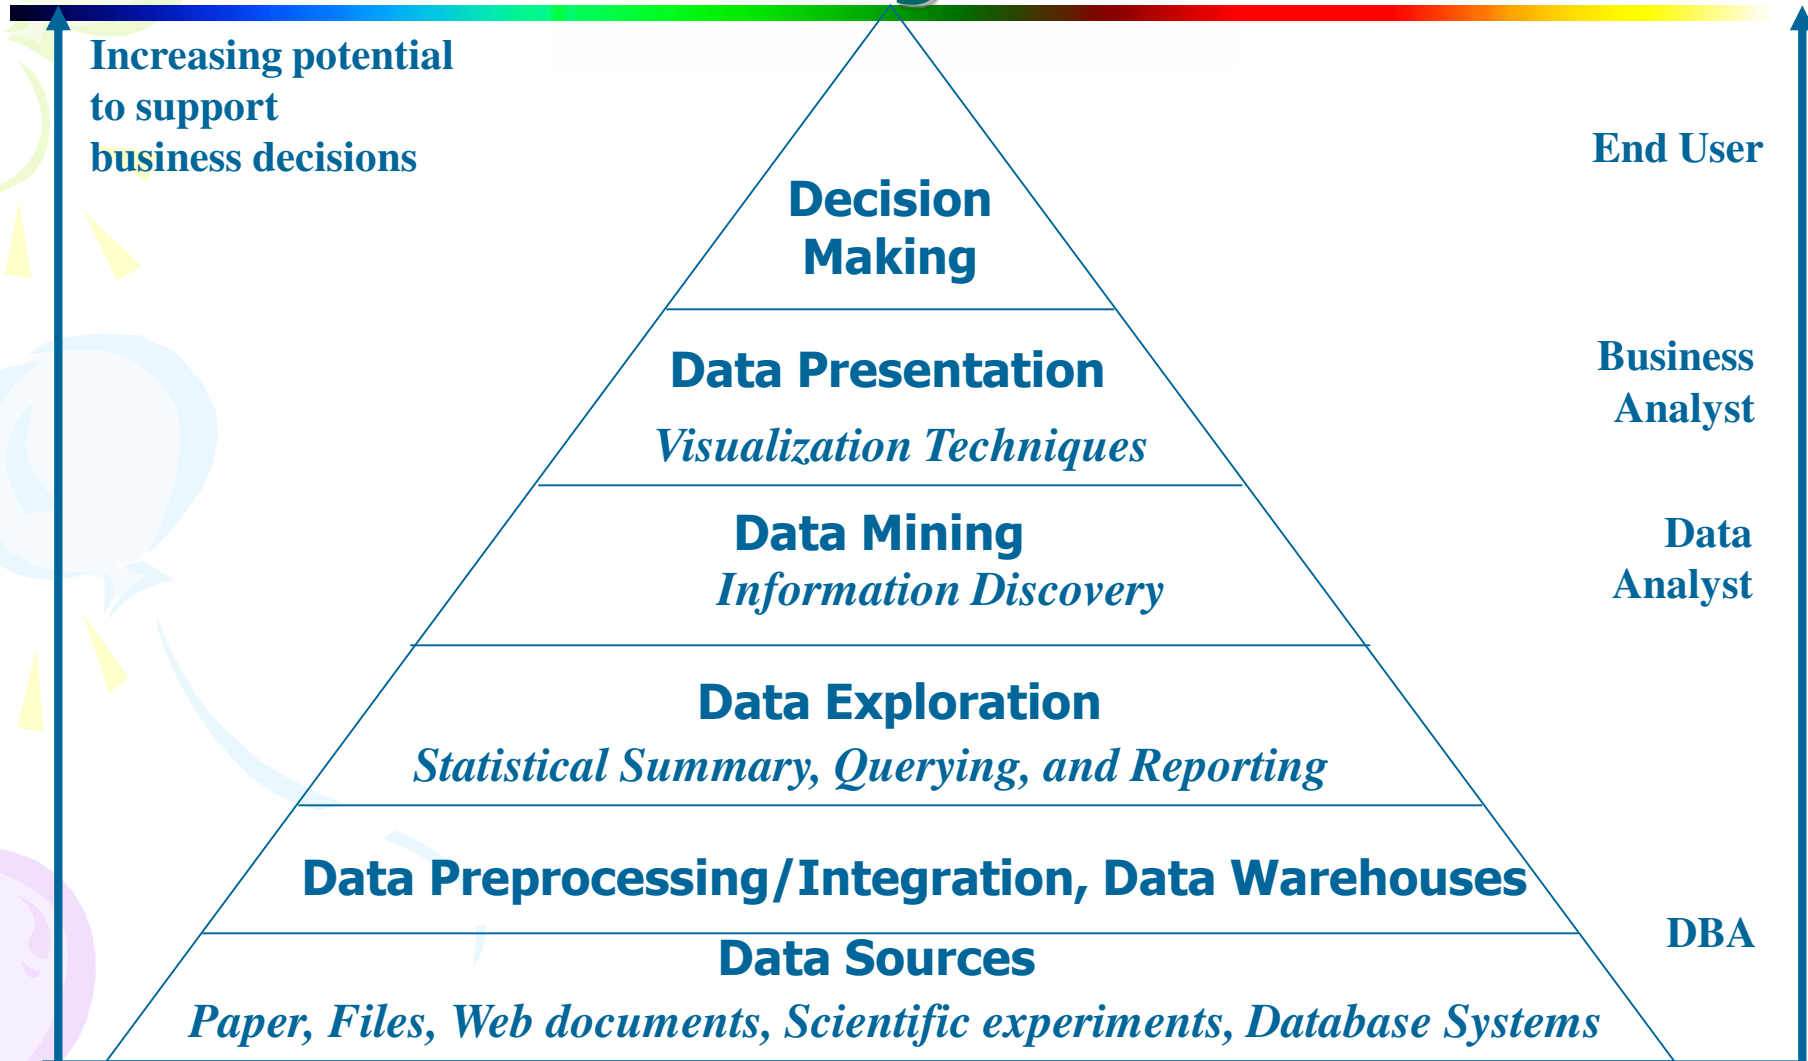 Increasing potential
to support
business decisions
End User
Decision
Making
Business
Analyst
Data Presentation
Visualization Techniques
Data Mining
Information Discovery
Data
Analyst
Data Exploration
Statistical Summary, Querying, and Reporting
Data Preprocessing/Integration, Data Warehouses
DBA
Data Sources
Paper, Files, Web documents, Scientific experiments, Database Systems